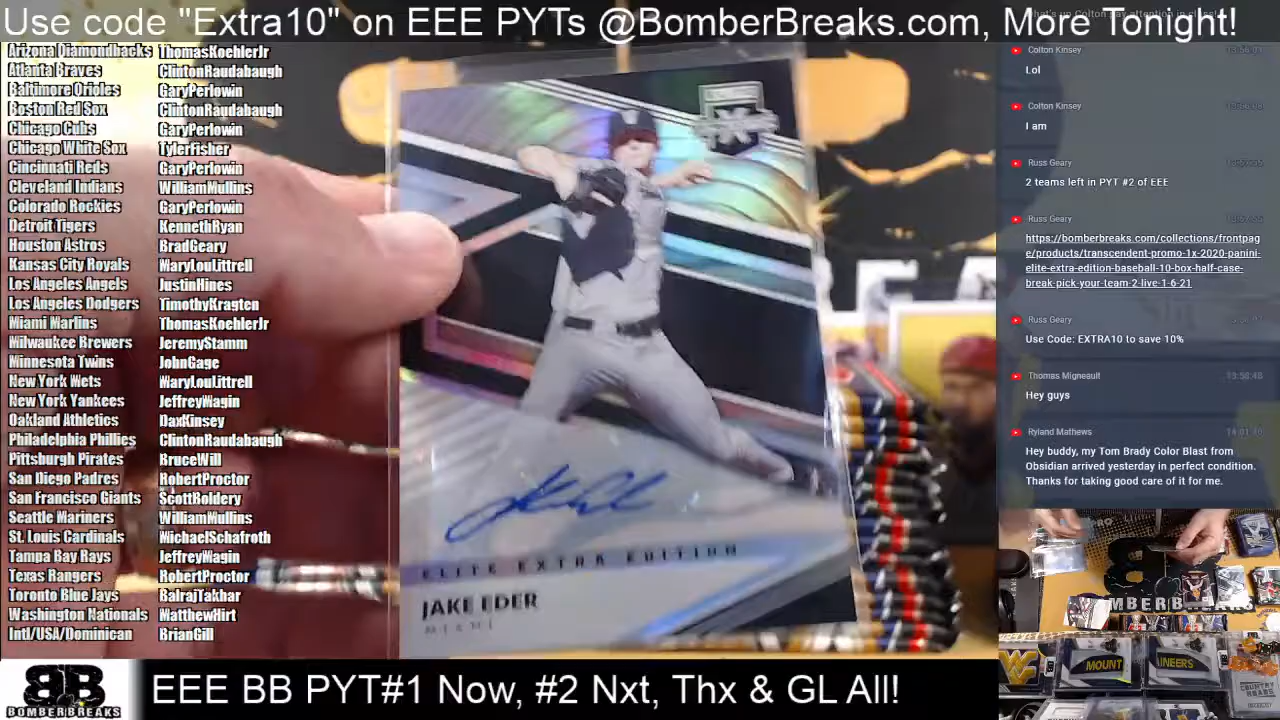 Use code "Extra10" on EEE PYTs @BomberBreaks.com, More Tonight!
Arizona Diamondbacks ThomasKoehlerJr
Atlanta Braves ClintonRaudabaugh
Baltimore Orioles GaryPerlowin
Boston Red Sox ClintonRaudabaugh
Chicago Cubs GaryPerlowin
Chicago White Sox TylerFisher
Cincinnati Reds GaryPerlowin
Cleveland Indians WilliamMullins
Colorado Rockies GaryPerlowin
Detroit Tigers KennethRyan
Houston Astros BradGeary
Kansas City Royals MaryLouLittrell
Los Angeles Angels JustinHines
Los Angeles Dodgers TimothyKragten
Miami Marlins ThomasKoehlerJr
Milwaukee Brewers JeremyStamm
Minnesota Twins JohnGage
New York Mets MaryLouLittrell
New York Yankees JeffreyWagin
Oakland Athletics DaxKinsey
Philadelphia Phillies ClintonRaudabaugh
Pittsburgh Pirates BruceWill
San Diego Padres RobertProctor
San Francisco Giants ScottBoldery
Seattle Mariners WilliamMullins
St. Louis Cardinals MichaelSchafroth
Tampa Bay Rays JeffreyWagin
Texas Rangers RobertProctor
Toronto Blue Jays BalrajTakhar
Washington Nationals MatthewHirt
Intl/USA/Dominican BrianGill
ELITE EXTRA EDITION
JAKE EDER
MIAMI
Colton Kinsey
Lol
Colton Kinsey
I am
Russ Geary
2 teams left in PYT #2 of EEE
Russ Geary
https://bomberbreaks.com/collections/frontpag
e/products/transcendent-promo-1x-2020-panini-
elite-extra-edition-baseball-10-box-half-case-
break-pick-your-team-2-live-1-6-21
Russ Geary
Use Code: EXTRA10 to save 10%
Thomas Migneault 13:58:48
Hey guys
Ryland Mathews
Hey buddy, my Tom Brady Color Blast from
Obsidian arrived yesterday in perfect condition.
Thanks for taking good care of it for me.
MOUNT AINEERS
BB
BOMBERBREAKS
EEE BB PYT#1 Now, #2 Nxt, Thx & GL All!